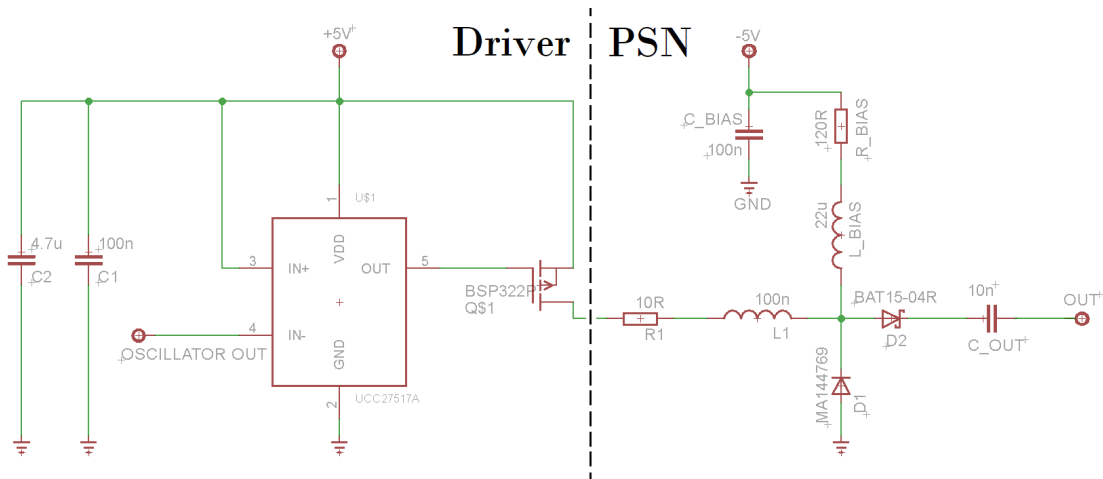 Driver
PSN
+5V
-5V
C_BIAS
100n
GND
120R
R_BIAS
22u
L_BIAS
4.7u
C2
100n
C1
U$1
1
VDD
3
IN+
OUT
5
4
IN-
GND
2
UCC27517A
OSCILLATOR OUT
BSP322P
Q$1
10R
R1
100n
L1
BAT15-04R
D2
10n
C_OUT
OUT
MA144769
D1